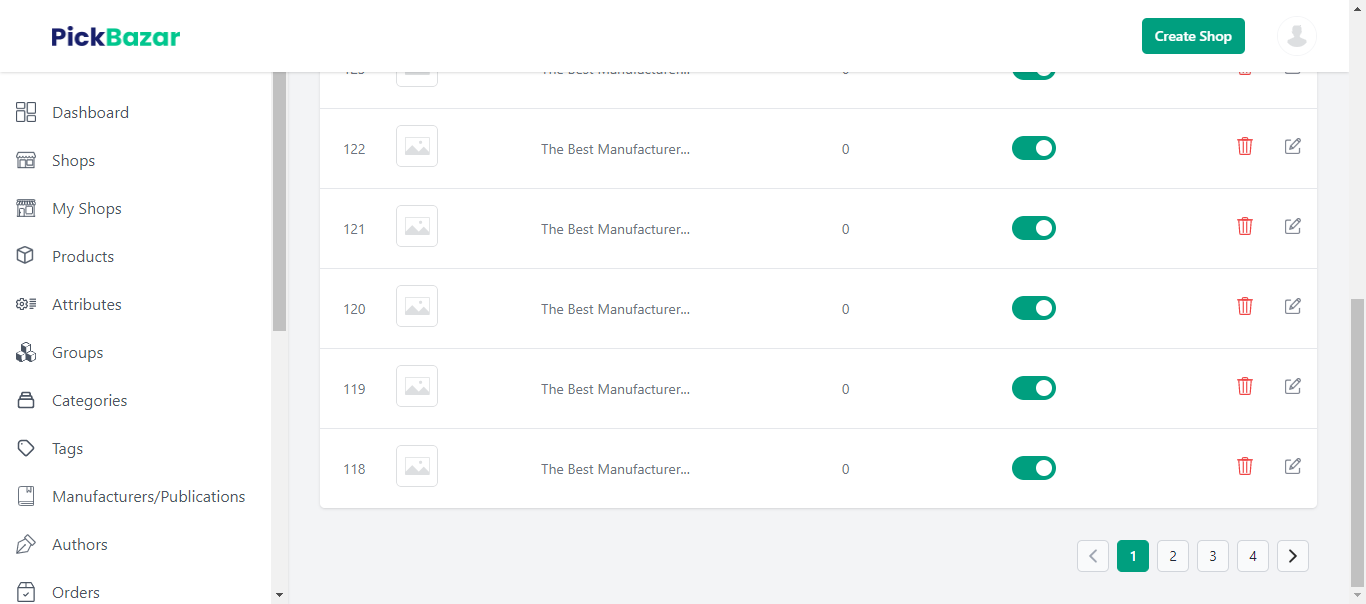 PickBazar
Create Shop
Dashboard
Shops
My Shops
Products
Attributes
Groups
Categories
Tags
Manufacturers/Publications
Authors
Orders
123 The Best Manufacturer... 0
122 The Best Manufacturer... 0
121 The Best Manufacturer... 0
120 The Best Manufacturer... 0
119 The Best Manufacturer... 0
118 The Best Manufacturer... 0
1 2 3 4